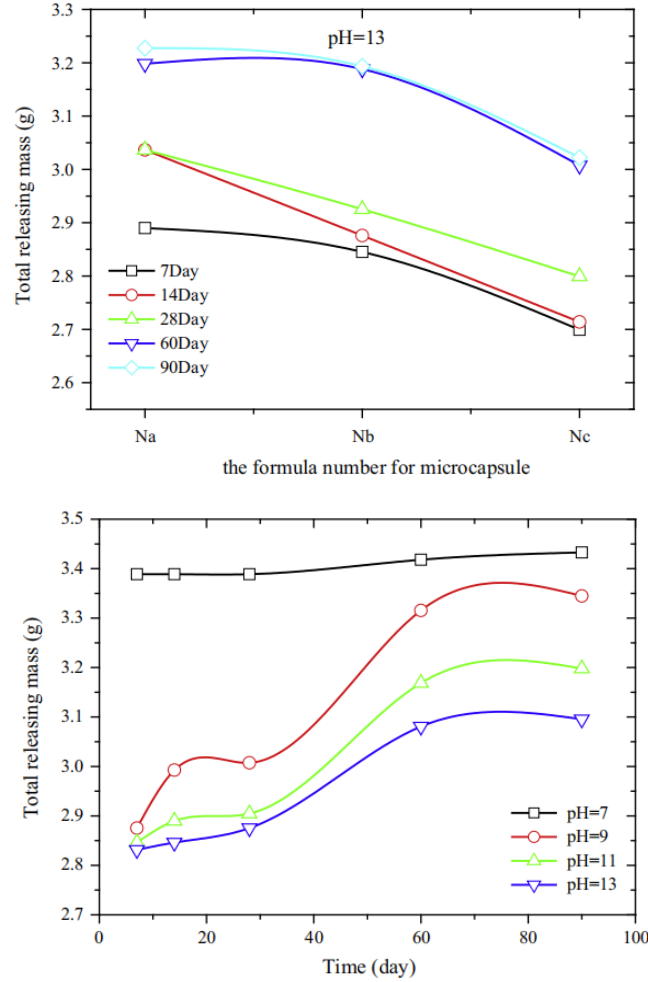 3.3
pH=13
3.2
3.1
3.0
2.9
2.8
2.7
2.6
Total releasing mass (g)
7Day
14Day
28Day
60Day
90Day
Na Nb Nc
the formula number for microcapsule
3.5
3.4
3.3
3.2
3.1
3.0
2.9
2.8
2.7
Total releasing mass (g)
pH=7
pH=9
pH=11
pH=13
0 20 40 60 80 100
Time (day)